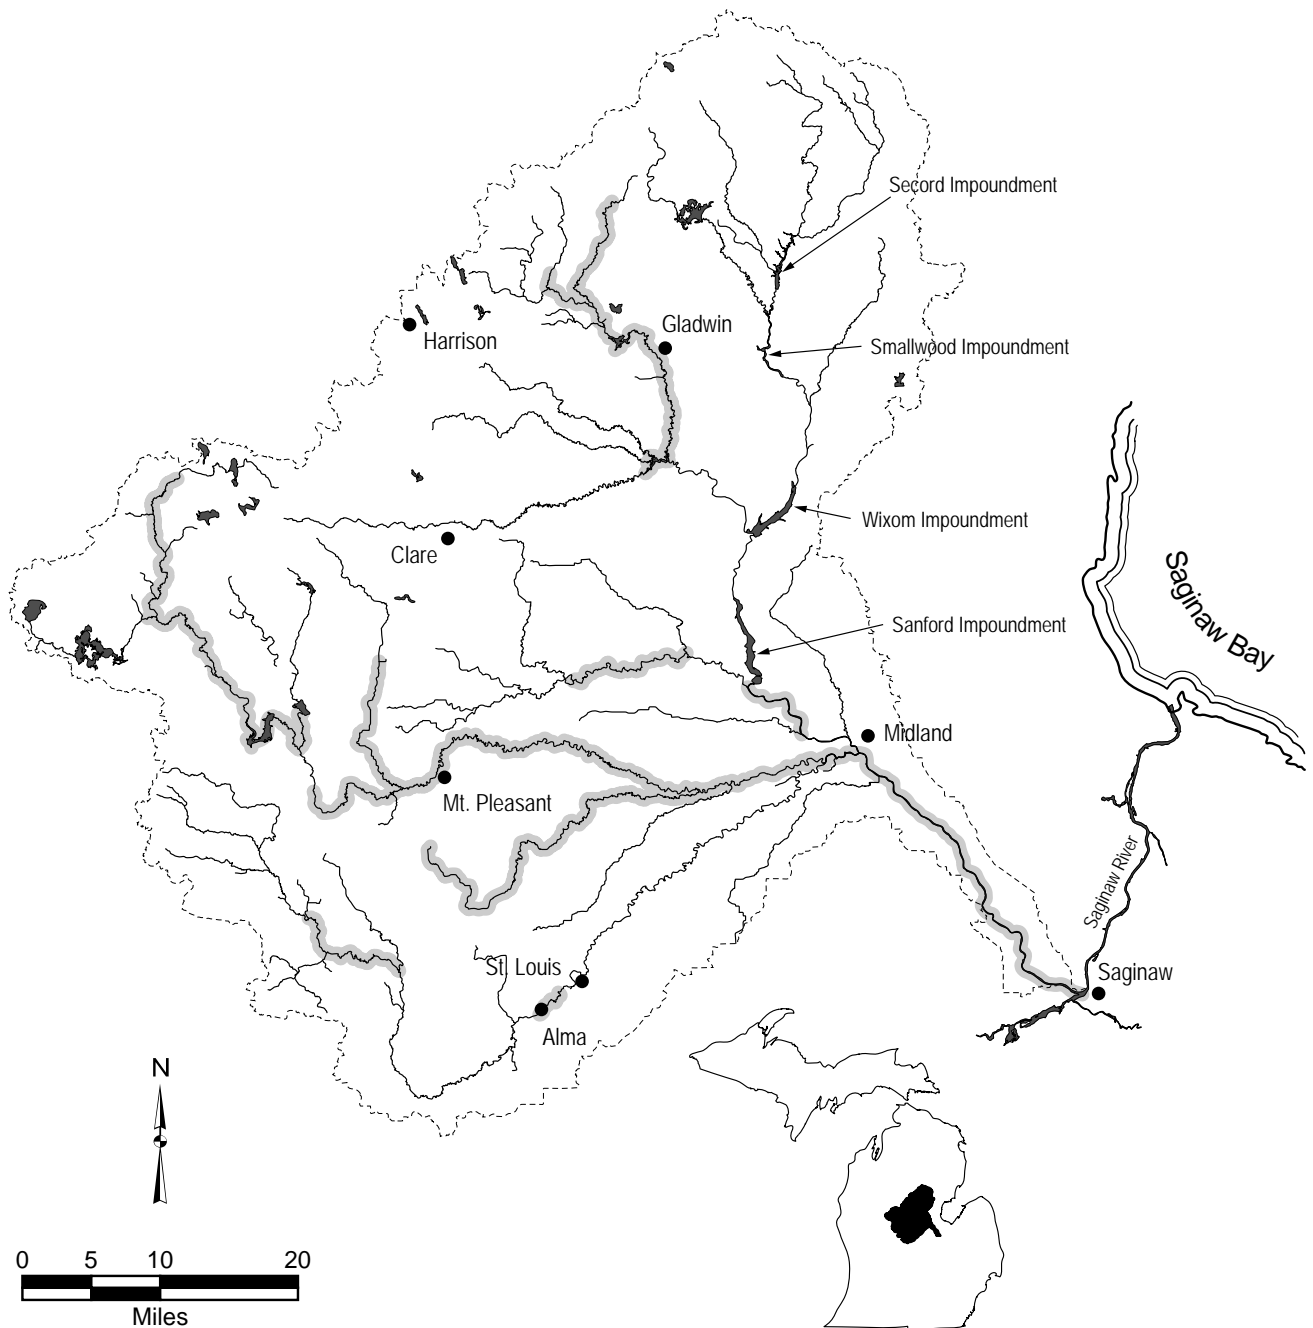 Secord Impoundment
Gladwin
Harrison
Smallwood Impoundment
Wixom Impoundment
Clare
Saginaw Bay
Sanford Impoundment
Midland
Mt. Pleasant
Saginaw River
St. Louis
Saginaw
Alma
N
0 5 10 20
Miles